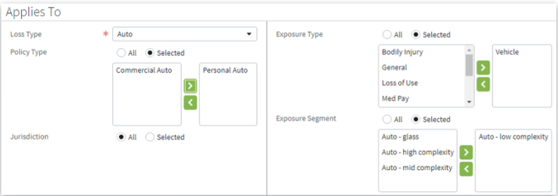 Applies To
Loss Type * Auto
Policy Type All Selected
Commercial Auto Personal Auto
Jurisdiction All Selected
Exposure Type All Selected
Bodily Injury Vehicle
General
Loss of Use
Med Pay
Exposure Segment All Selected
Auto - glass Auto - low complexity
Auto - high complexity
Auto - mid complexity